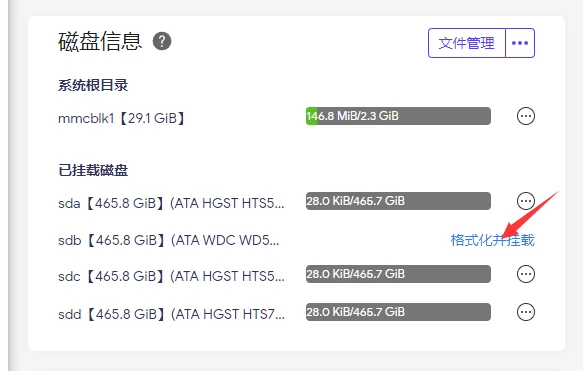 磁盘信息 ?
文件管理 •••
系统根目录
mmcblk1【29.1 GiB】 146.8 MiB/2.3 GiB
已挂载磁盘
sda【465.8 GiB】(ATA HGST HTS5... 28.0 KiB/465.7 GiB
sdb【465.8 GiB】(ATA WDC WD5... 格式化并挂载
sdc【465.8 GiB】(ATA HGST HTS5... 28.0 KiB/465.7 GiB
sdd【465.8 GiB】(ATA HGST HTS7... 28.0 KiB/465.7 GiB